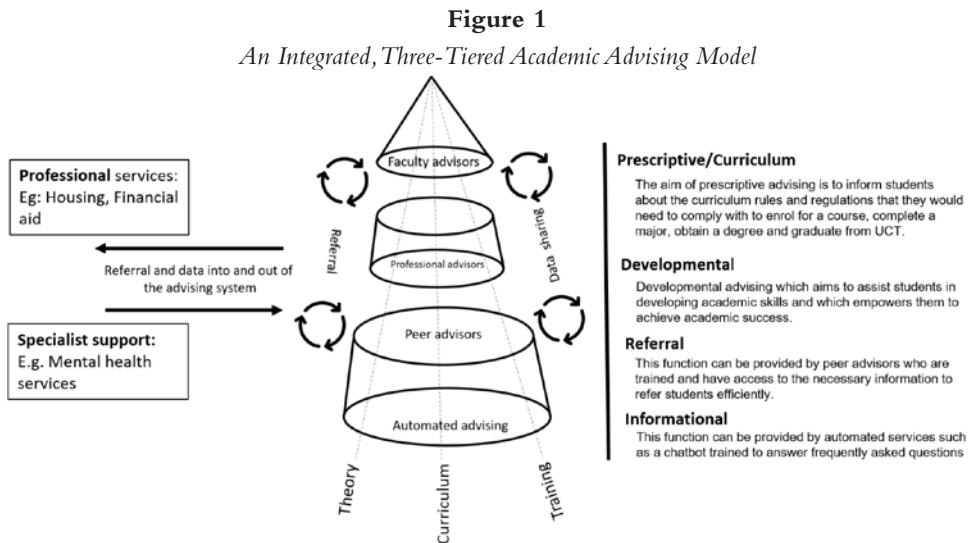 Figure 1
An Integrated, Three-Tiered Academic Advising Model
Professional services:
Eg: Housing, Financial
aid
Referral and data into and out of
the advising system
Specialist support:
E.g. Mental health
services
Faculty advisors
Referral
Data sharing
Professional advisors
Peer advisors
Automated advising
Theory
Curriculum
Training
Prescriptive/Curriculum
The aim of prescriptive advising is to inform students
about the curriculum rules and regulations that they would
need to comply with to enrol for a course, complete a
major, obtain a degree and graduate from UCT.
Developmental
Developmental advising which aims to assist students in
developing academic skills and which empowers them to
achieve academic success.
Referral
This function can be provided by peer advisors who are
trained and have access to the necessary information to
refer students efficiently.
Informational
This function can be provided by automated services such
as a chatbot trained to answer frequently asked questions